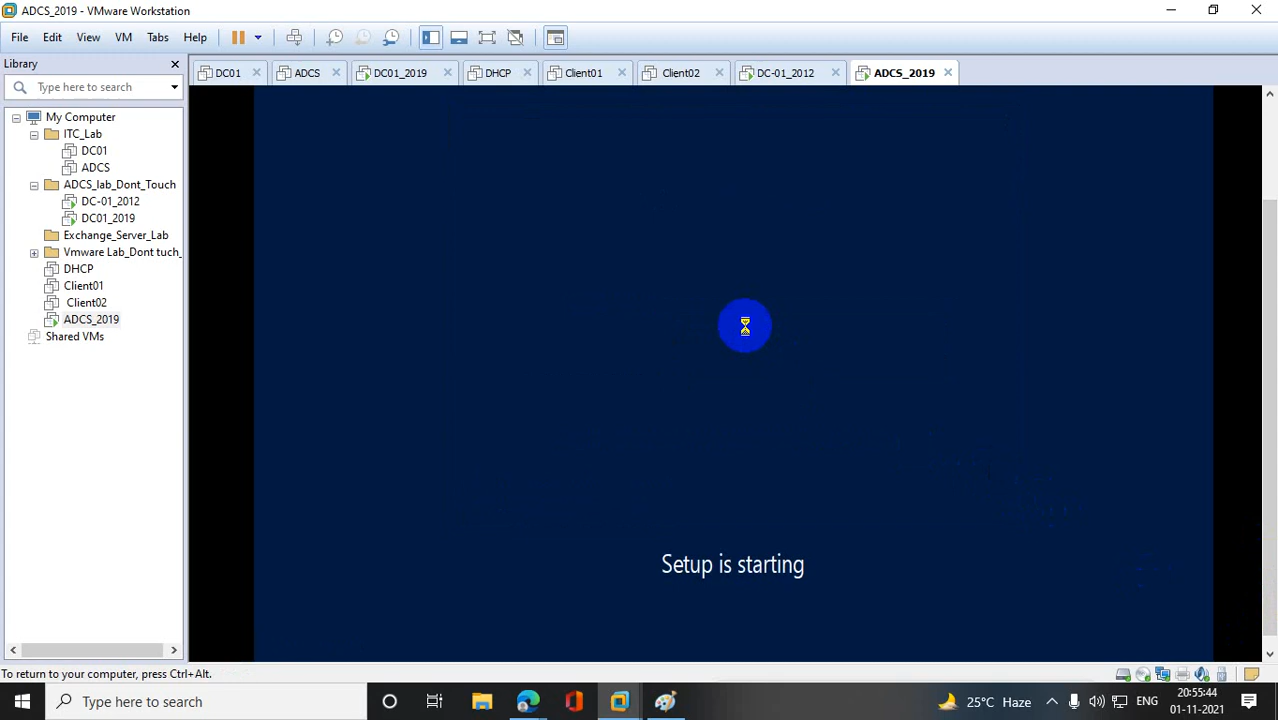 ADCS_2019 - VMware Workstation
File Edit View VM Tabs Help
Library
Type here to search
My Computer
ITC_Lab
DC01
ADCS
ADCS_lab_Dont_Touch
DC-01_2012
DC01_2019
Exchange_Server_Lab
Vmware Lab_Dont tuch_
DHCP
Client01
Client02
ADCS_2019
Shared VMs
DC01 ADCS DC01_2019 DHCP Client01 Client02 DC-01_2012 ADCS_2019
Setup is starting
To return to your computer, press Ctrl+Alt.
Type here to search
25°C Haze
ENG
20:55:44
01-11-2021